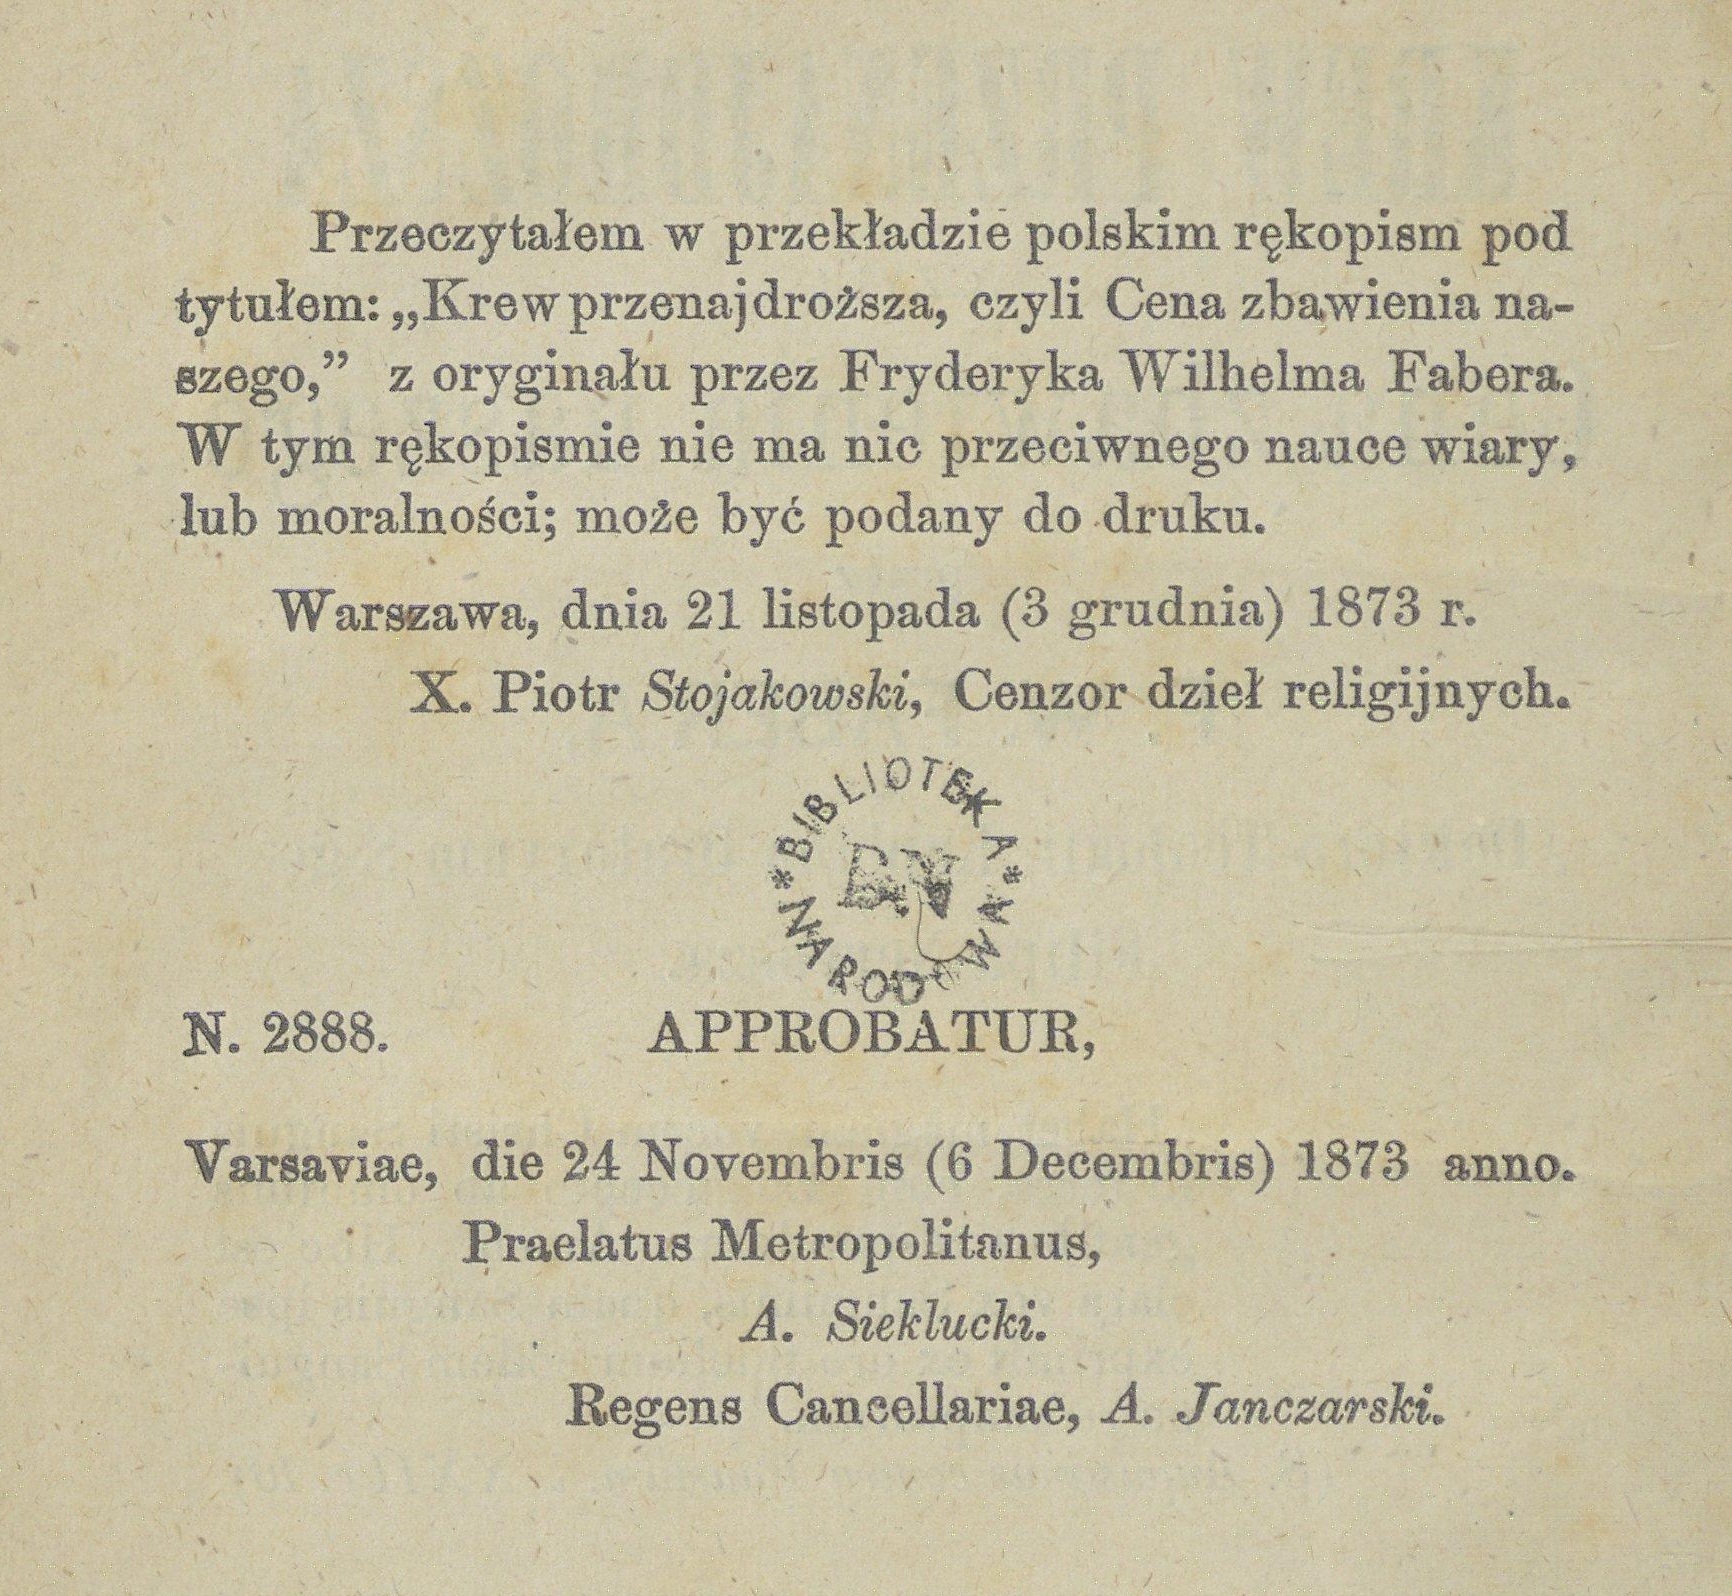 Przeczytałem w przekładzie polskim rękopism pod
tytułem: „Krew przenajdroższa, czyli Cena zbawienia na-
szego,” z oryginału przez Fryderyka Wilhelma Fabera.
W tym rękopismie nie ma nic przeciwnego nauce wiary,
lub moralności; może być podany do druku.
Warszawa, dnia 21 listopada (3 grudnia) 1873 r.
X. Piotr Stojakowski, Cenzor dzieł religijnych.
* BIBLIOTEKA *
BN
NARODOWA
N. 2888. APPROBATUR,
Varsaviae, die 24 Novembris (6 Decembris) 1873 anno.
Praelatus Metropolitanus,
A. Sieklucki.
Regens Cancellariae, A. Janczarski.